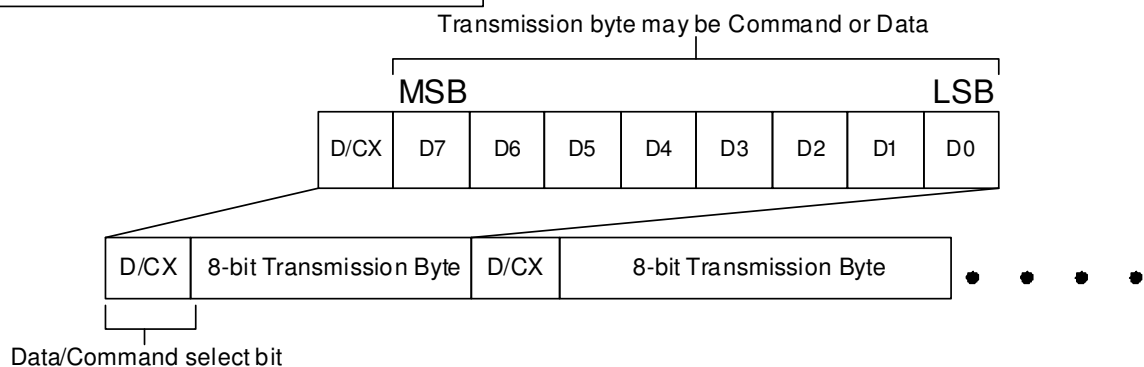 Transmission byte may be Command or Data
MSB LSB
D/CX D7 D6 D5 D4 D3 D2 D1 D0
D/CX 8-bit Transmission Byte D/CX 8-bit Transmission Byte
Data/Command select bit